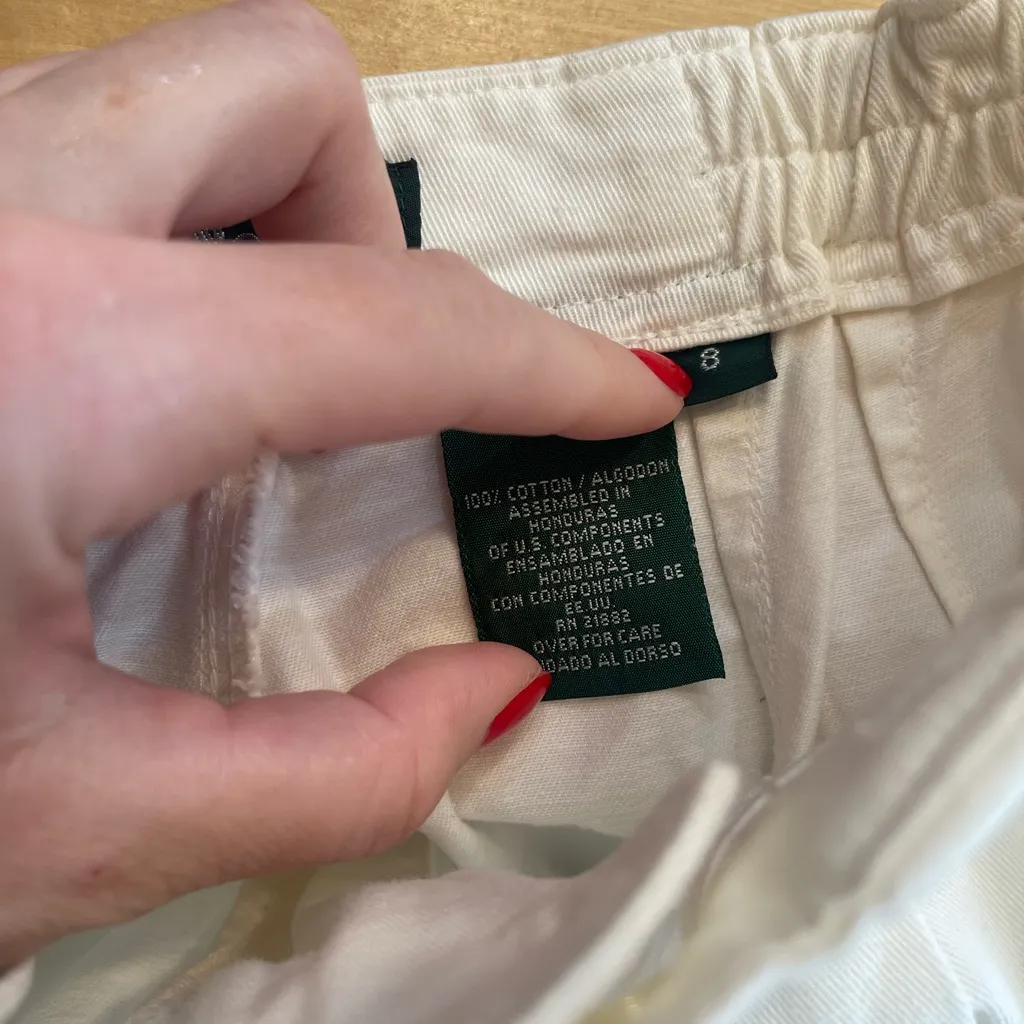 8
100% COTTON / ALGODON
ASSEMBLED IN
HONDURAS
OF U.S. COMPONENTS
ENSAMBLADO EN
HONDURAS
CON COMPONENTES DE
EE.UU.
RN 21882
OVER FOR CARE
AL DORSO